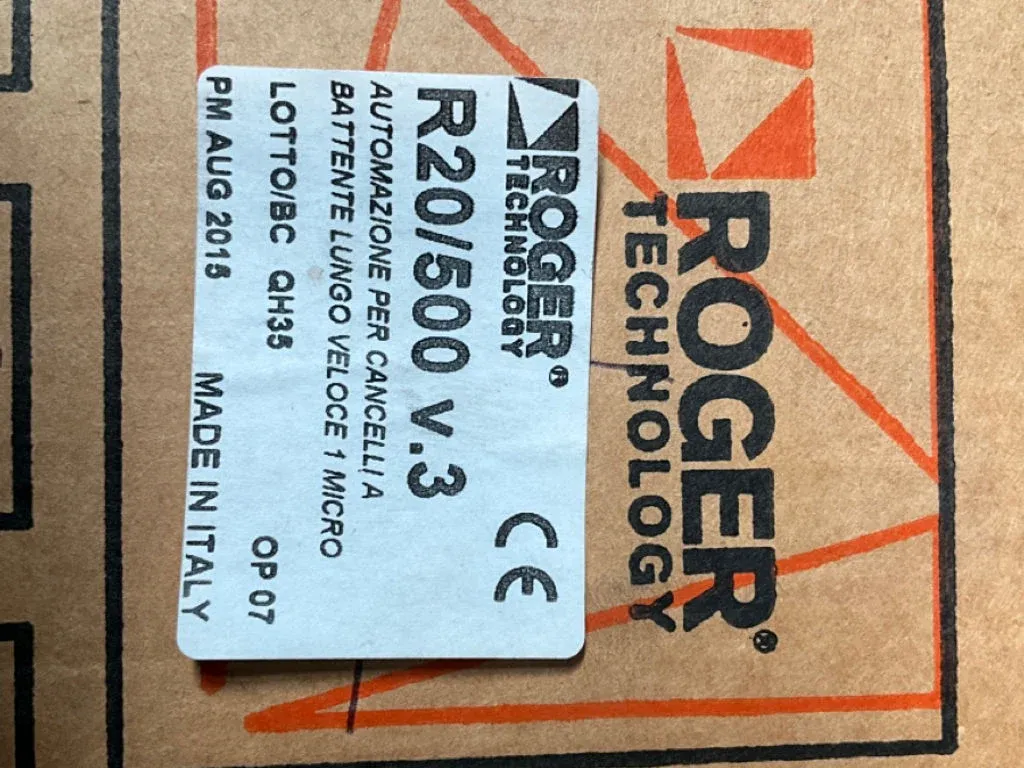 ROGER®
TECHNOLOGY
ROGER®
TECHNOLOGY
CE
R20/500 v.3
AUTOMAZIONE PER CANCELLI A
BATTENTE LUNGO VELOCE 1 MICRO
LOTTO/BC QH35 OP 07
PM AUG 2015 MADE IN ITALY